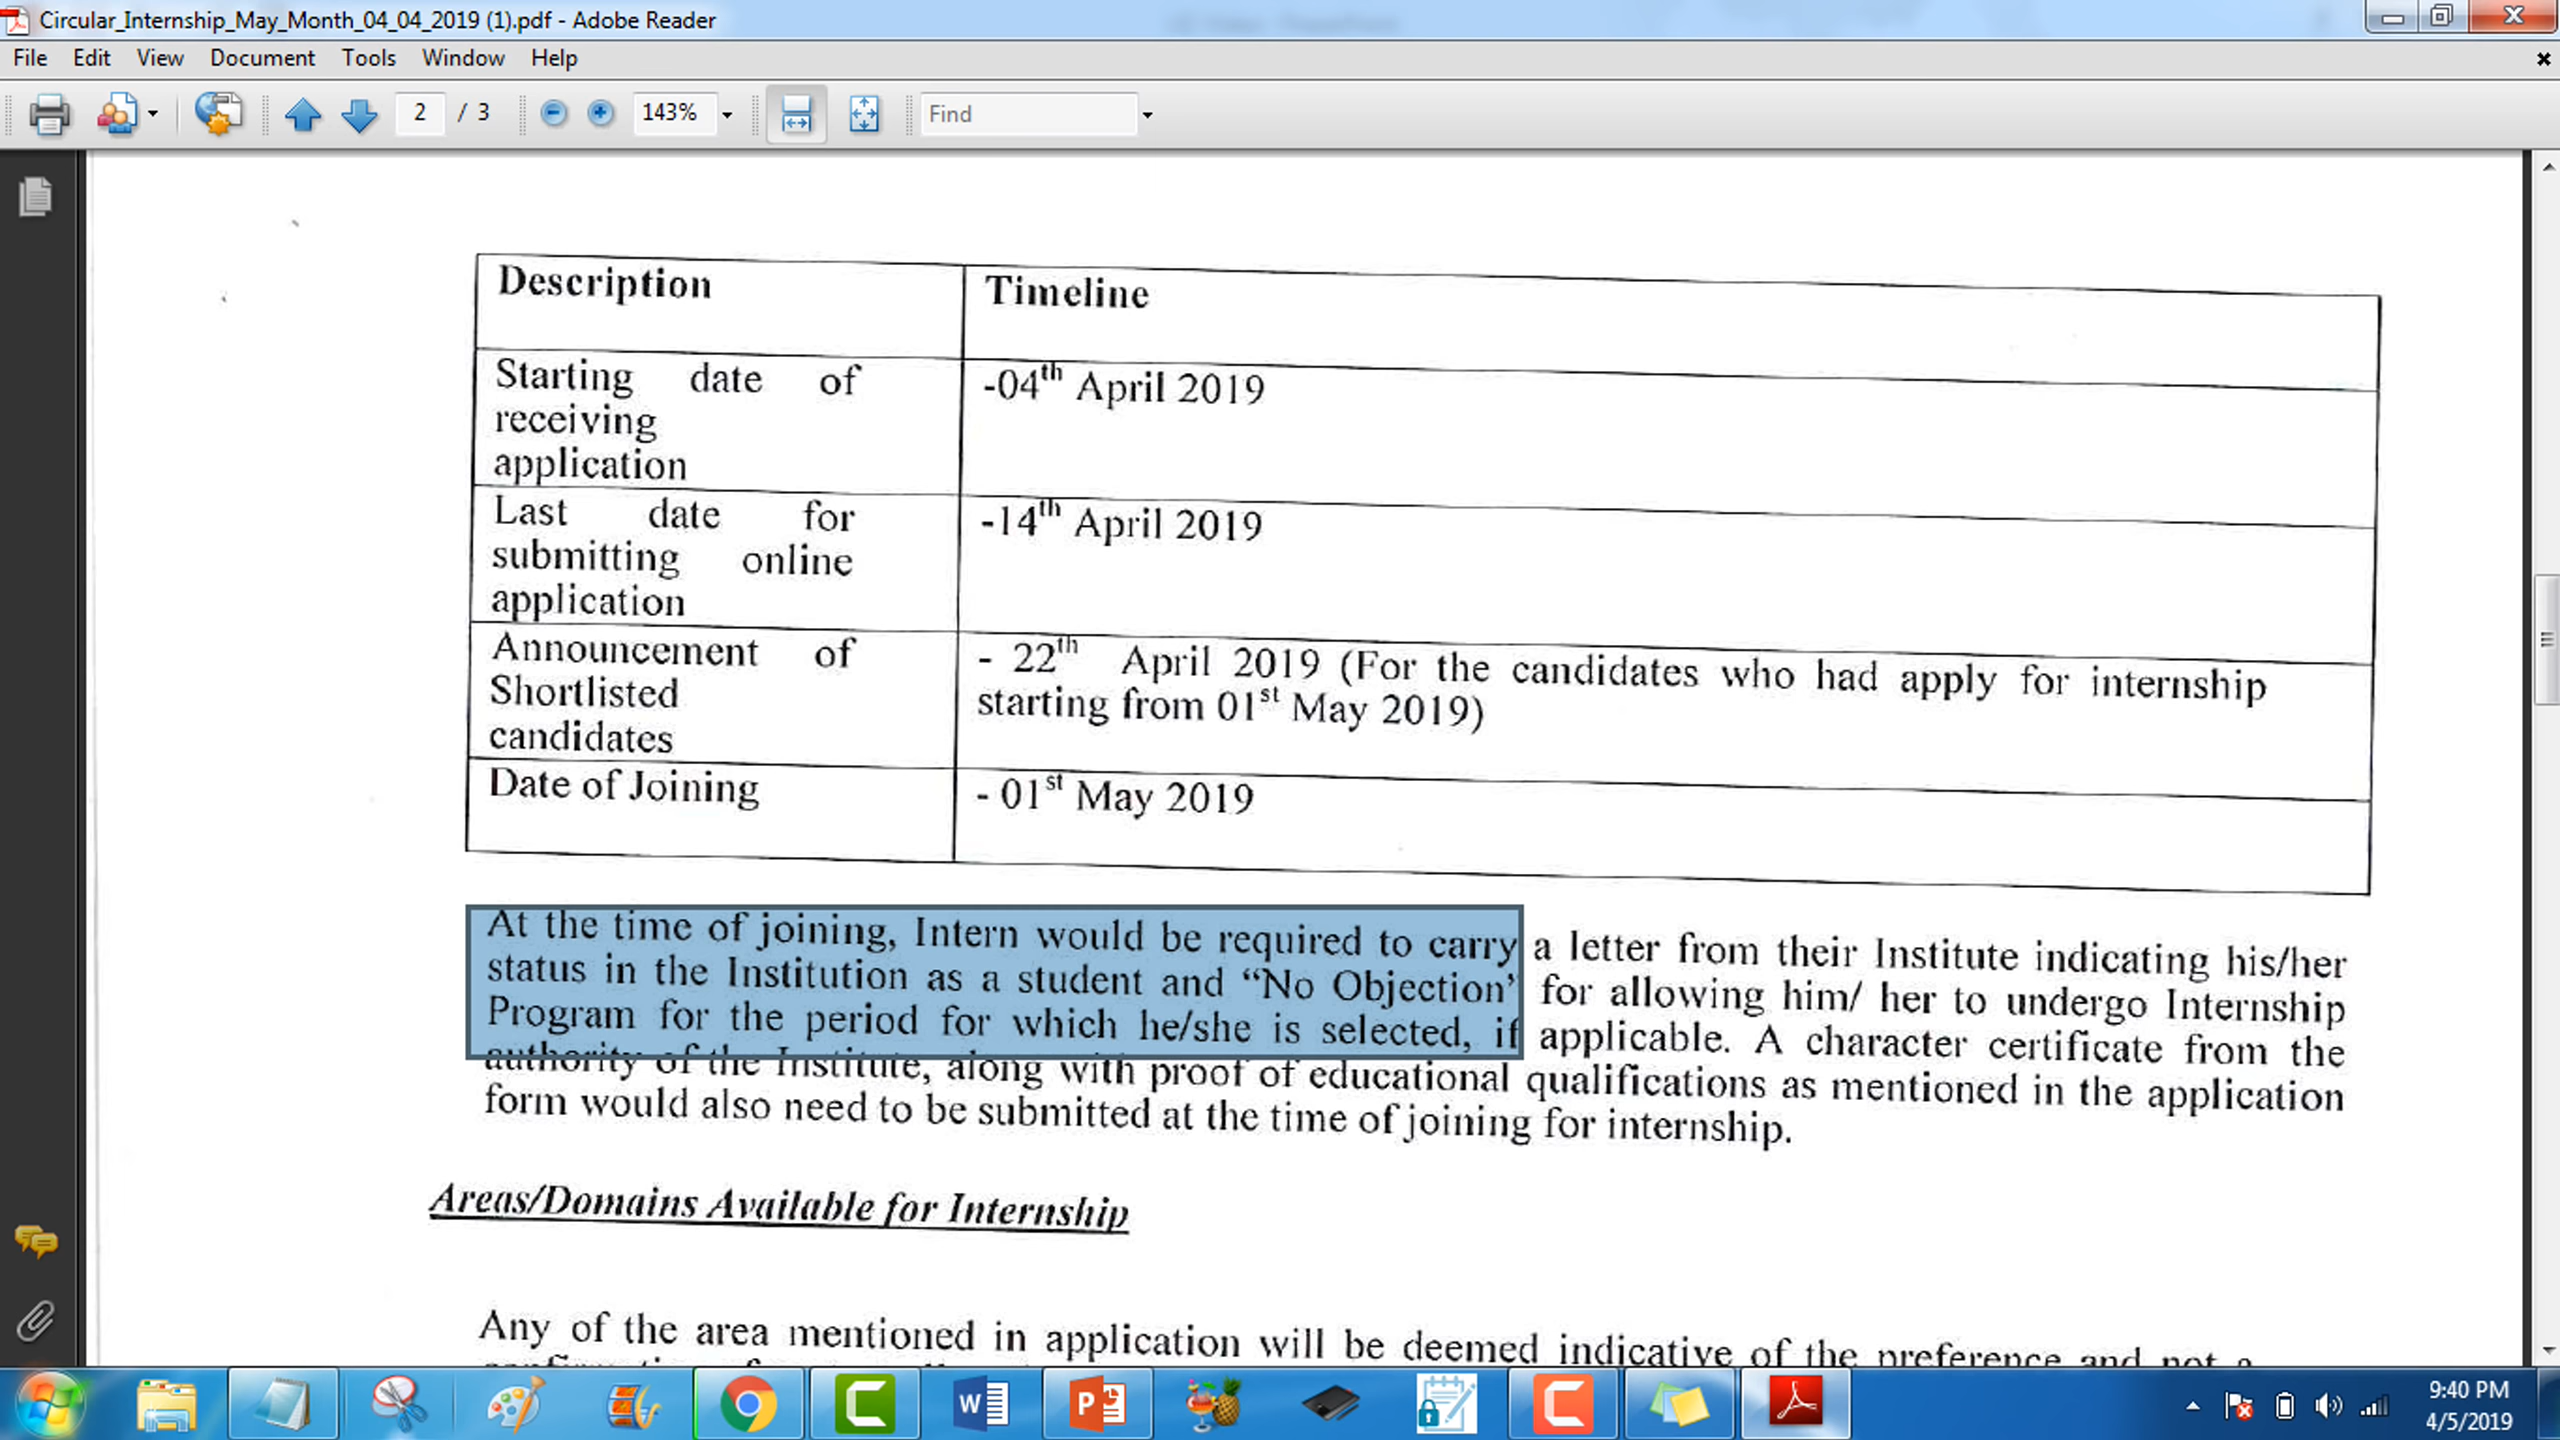 Circular_Internship_May_Month_04_04_2019 (1).pdf - Adobe Reader
File Edit View Document Tools Window Help
2 / 3 143% Find
Description Timeline
Starting date of receiving application -04th April 2019
Last date for submitting online application -14th April 2019
Announcement of Shortlisted candidates - 22th April 2019 (For the candidates who had apply for internship starting from 01st May 2019)
Date of Joining - 01st May 2019
At the time of joining, Intern would be required to carry a letter from their Institute indicating his/her
status in the Institution as a student and "No Objection" for allowing him/ her to undergo Internship
Program for the period for which he/she is selected, if applicable. A character certificate from the
authority of the Institute, along with proof of educational qualifications as mentioned in the application
form would also need to be submitted at the time of joining for internship.
Areas/Domains Available for Internship
Any of the area mentioned in application will be deemed indicative of the preference and not a
9:40 PM
4/5/2019